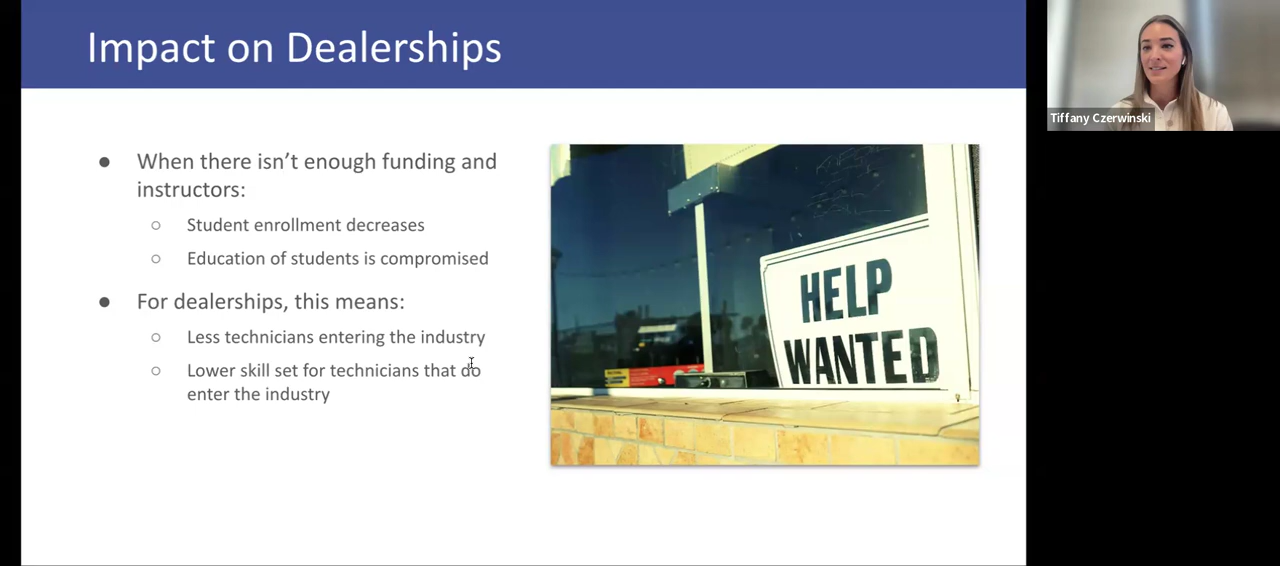 Impact on Dealerships
Tiffany Czerwinski
● When there isn’t enough funding and
instructors:
○ Student enrollment decreases
○ Education of students is compromised
● For dealerships, this means:
○ Less technicians entering the industry
○ Lower skill set for technicians that do
enter the industry
HELP
WANTED